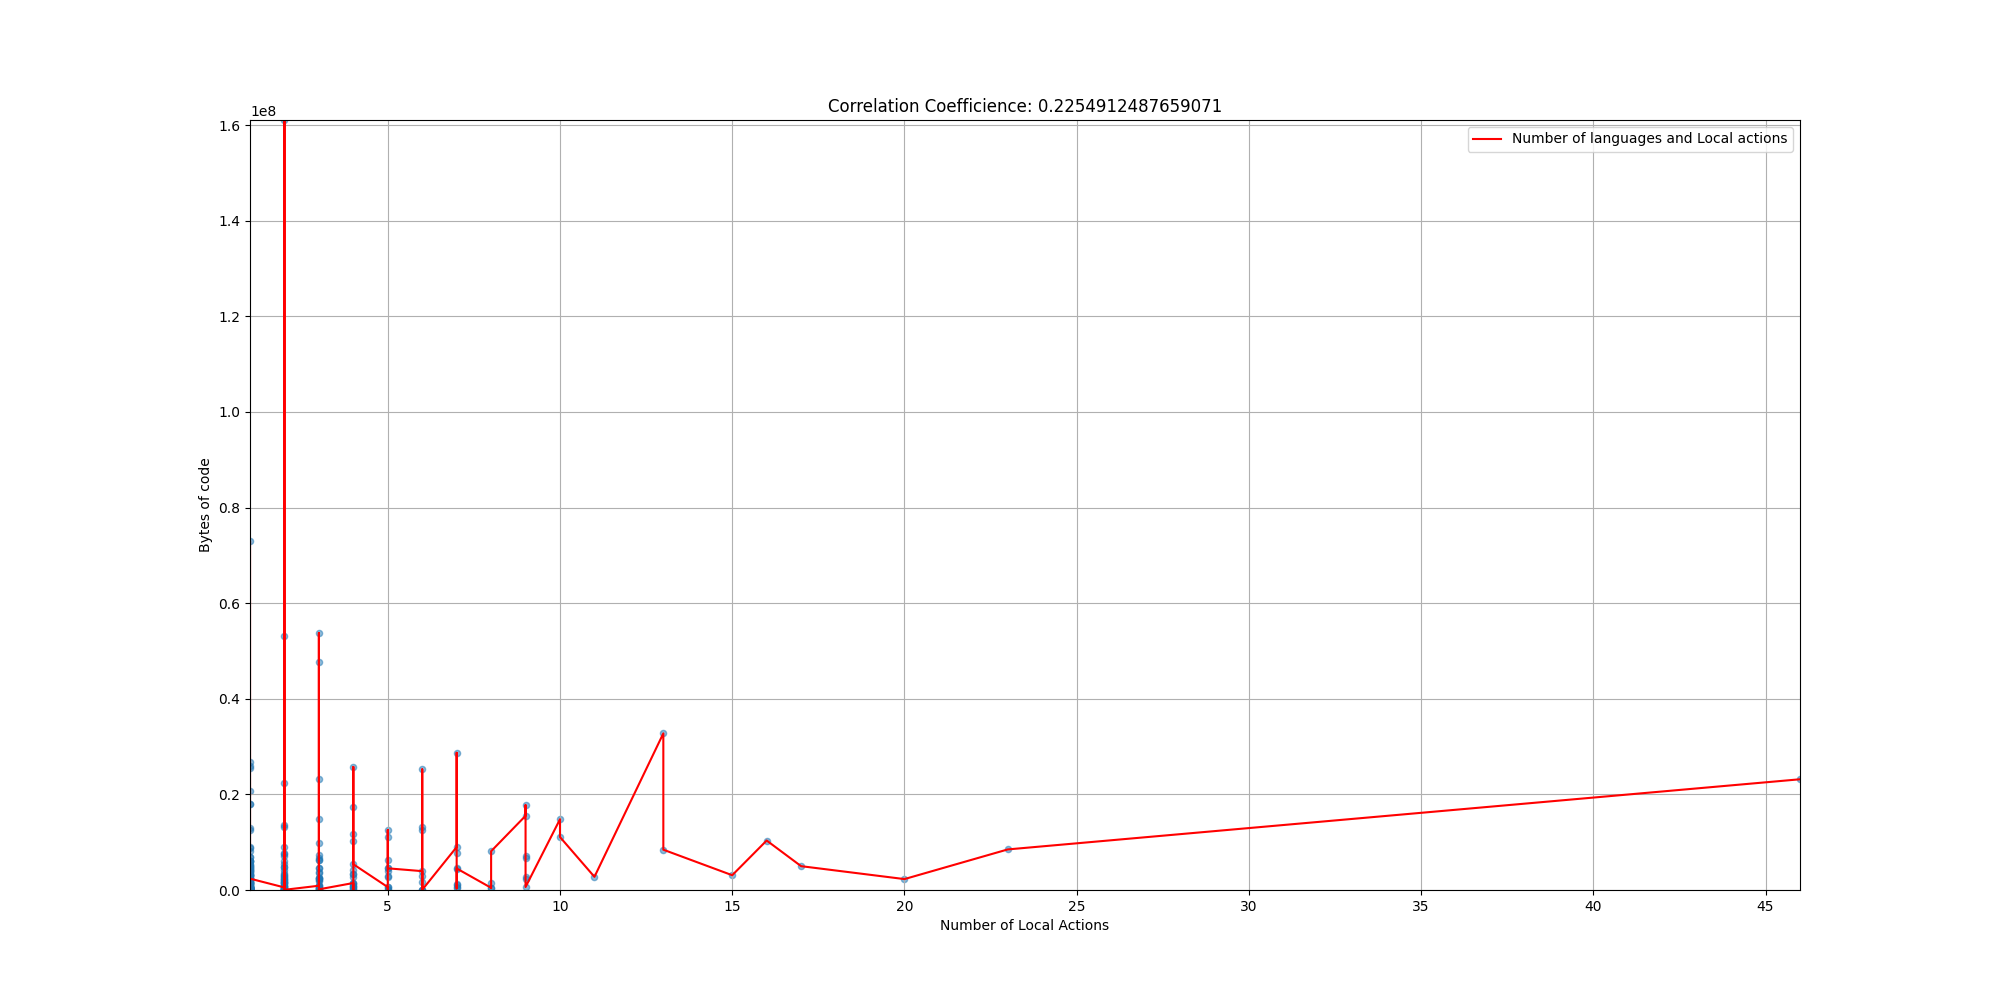 Correlation Coefficience: 0.2254912487659071
1e8
1.6
1.4
1.2
1.0
0.8
0.6
0.4
0.2
0.0
Bytes of code
Number of languages and Local actions
5 10 15 20 25 30 35 40 45
Number of Local Actions